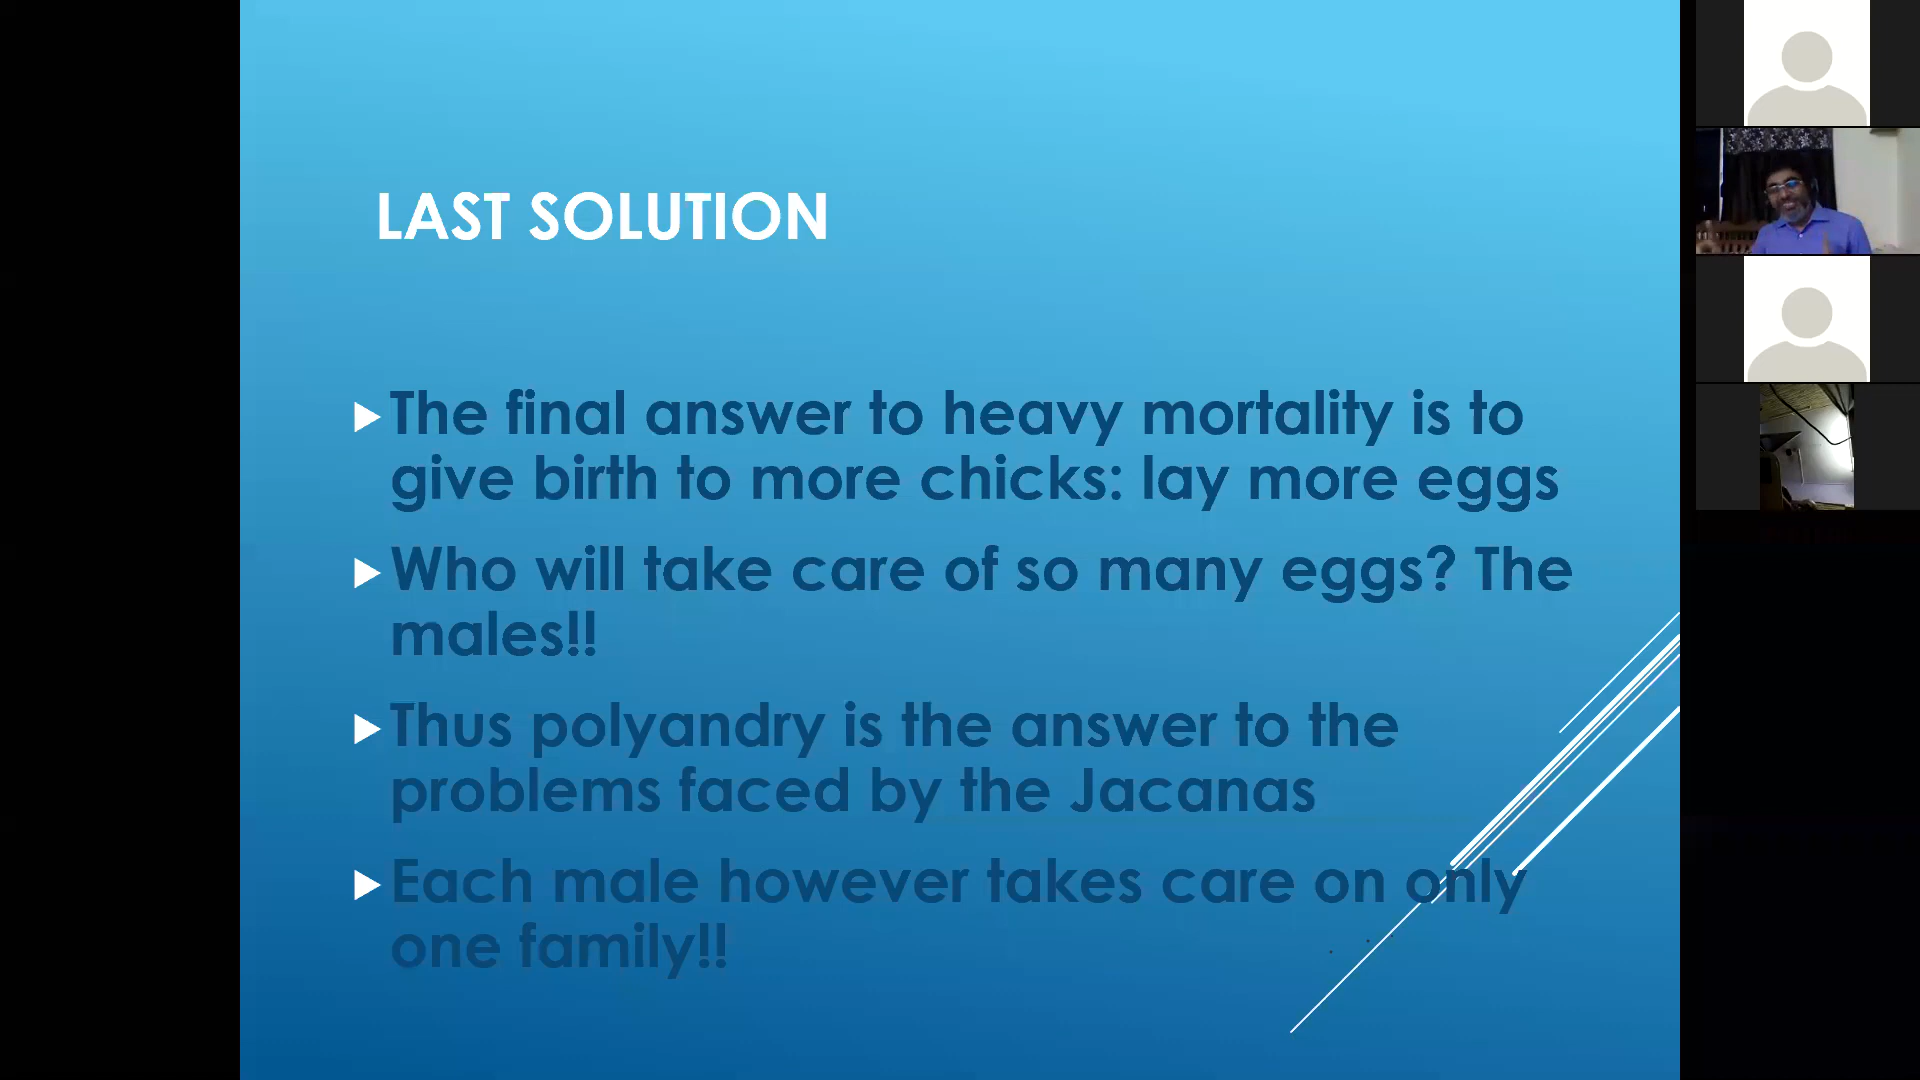 LAST SOLUTION
The final answer to heavy mortality is to
give birth to more chicks: lay more eggs
Who will take care of so many eggs? The
males!!
Thus polyandry is the answer to the
problems faced by the Jacanas
Each male however takes care on only
one family!!